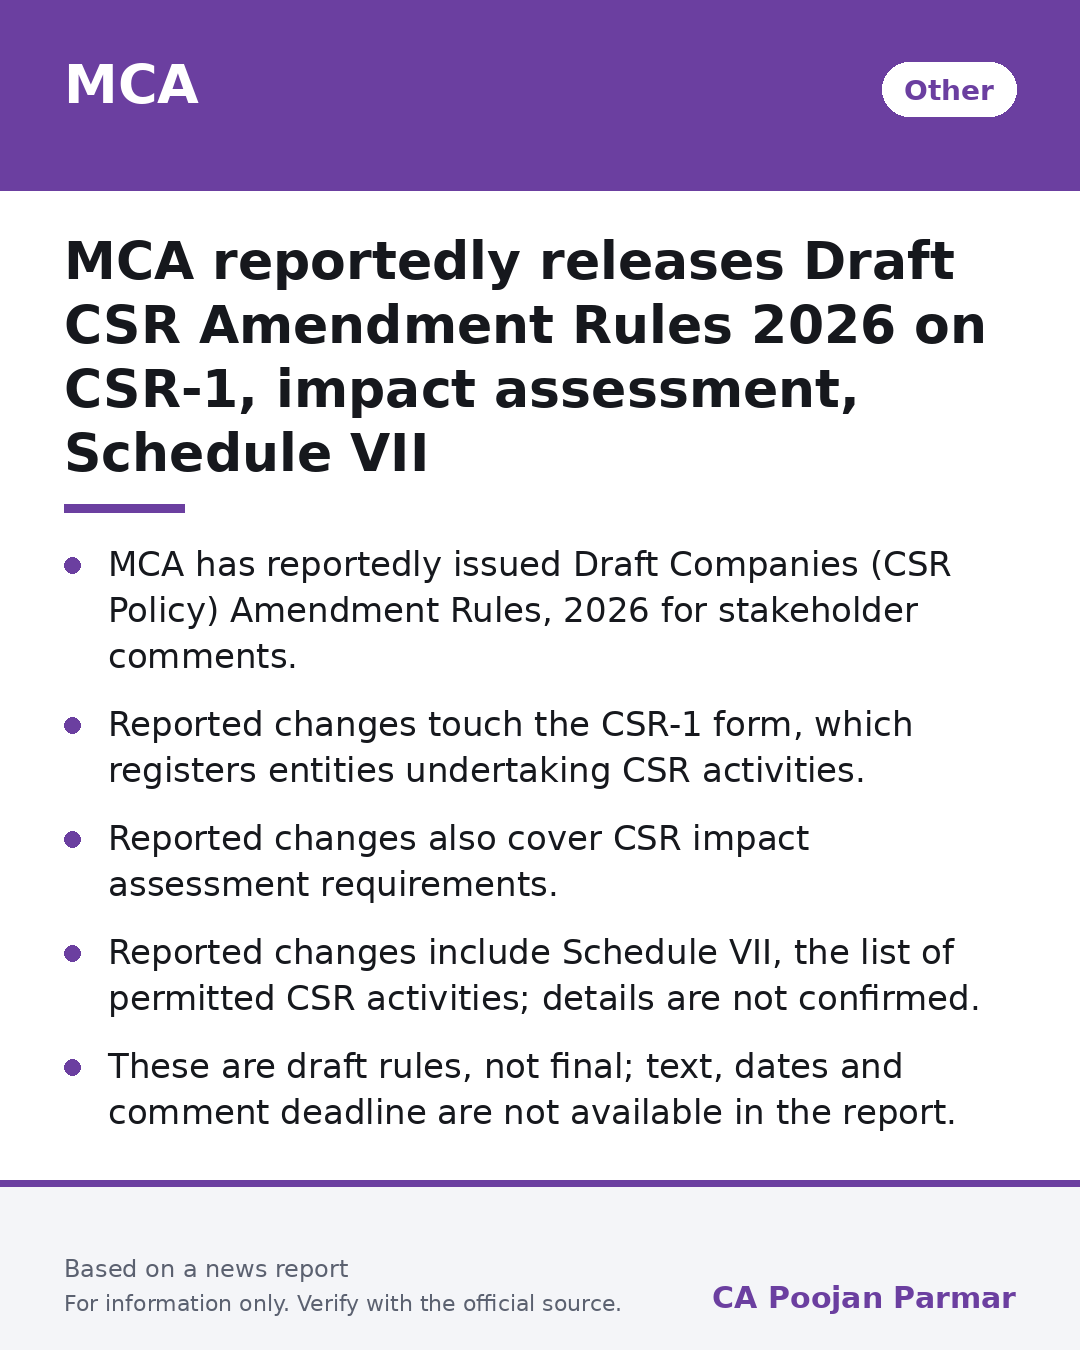 MCA
Other
MCA reportedly releases Draft
CSR Amendment Rules 2026 on
CSR-1, impact assessment,
Schedule VII
MCA has reportedly issued Draft Companies (CSR
Policy) Amendment Rules, 2026 for stakeholder
comments.
Reported changes touch the CSR-1 form, which
registers entities undertaking CSR activities.
Reported changes also cover CSR impact
assessment requirements.
Reported changes include Schedule VII, the list of
permitted CSR activities; details are not confirmed.
These are draft rules, not final; text, dates and
comment deadline are not available in the report.
Based on a news report
For information only. Verify with the official source.
CA Poojan Parmar